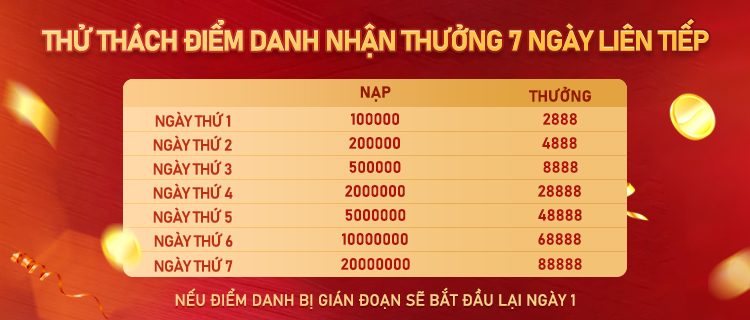 THỬ THÁCH ĐIỂM DANH NHẬN THƯỞNG 7 NGÀY LIÊN TIẾP
NẠP THƯỞNG
NGÀY THỨ 1 100000 2888
NGÀY THỨ 2 200000 4888
NGÀY THỨ 3 500000 8888
NGÀY THỨ 4 2000000 28888
NGÀY THỨ 5 5000000 48888
NGÀY THỨ 6 10000000 68888
NGÀY THỨ 7 20000000 88888
NẾU ĐIỂM DANH BỊ GIÁN ĐOẠN SẼ BẮT ĐẦU LẠI NGÀY 1